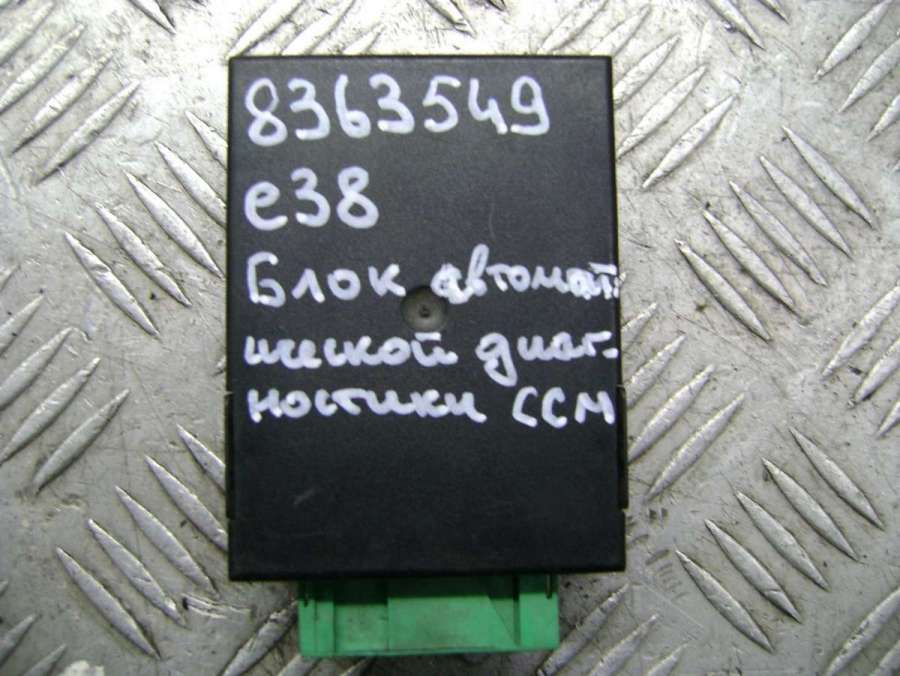 8363549
e38
Блок автомат
ической диаг-
ностики CCM